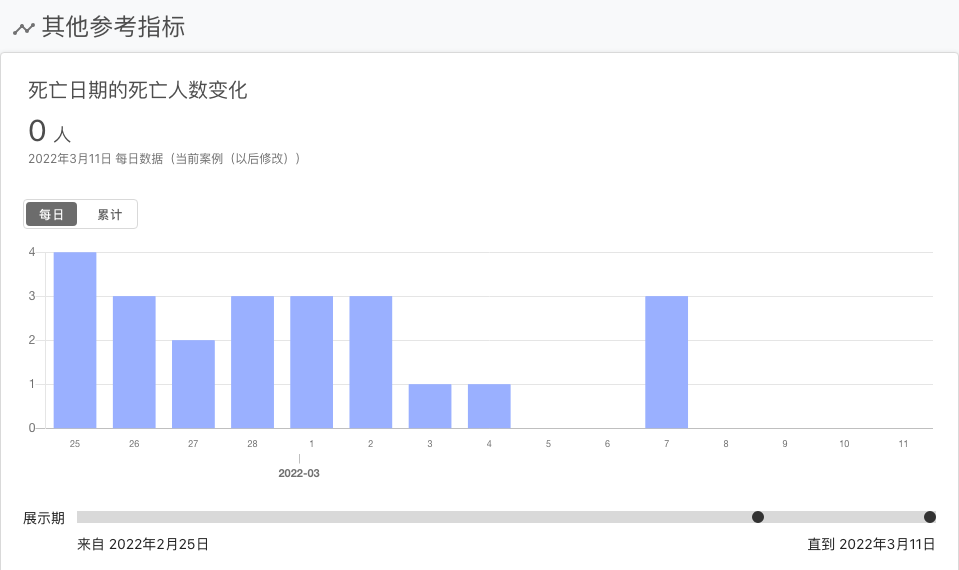 其他参考指标
死亡日期的死亡人数变化
0 人
2022年3月11日 每日数据（当前案例（以后修改））
每日 累计
4
3
2
1
0
25 26 27 28 1 2 3 4 5 6 7 8 9 10 11
2022-03
展示期
来自 2022年2月25日 直到 2022年3月11日